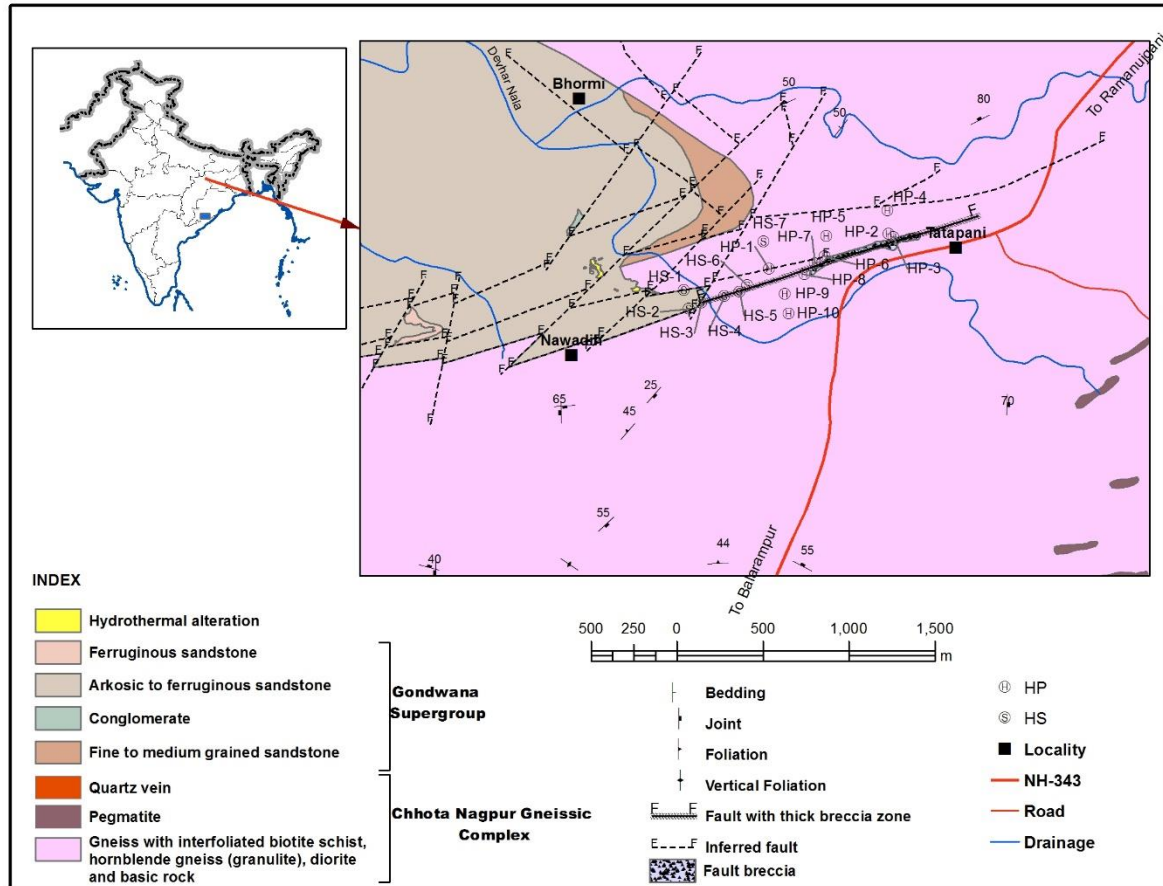 To Ramanujganj
Devhar Nala
Bhormi
50
80
50
HP-4
HS-7
HP-5
HP-1
HP-7
HP-2
Tatapani
HS-6
HS-1
HP-6
HP-3
HP-8
HP-9
HS-2
HS-5
HP-10
HS-3
HS-4
Nawadih
25
65
45
70
55
44
55
40
To Balarampur
INDEX
Hydrothermal alteration
Ferruginous sandstone
Arkosic to ferruginous sandstone
Conglomerate
Fine to medium grained sandstone
Quartz vein
Pegmatite
Gneiss with interfoliated biotite schist,
hornblende gneiss (granulite), diorite
and basic rock
Gondwana
Supergroup
Chhota Nagpur Gneissic
Complex
500 250 0 500 1,000 1,500
m
Bedding
Joint
Foliation
Vertical Foliation
F F Fault with thick breccia zone
F F Inferred fault
Fault breccia
H HP
S HS
Locality
NH-343
Road
Drainage